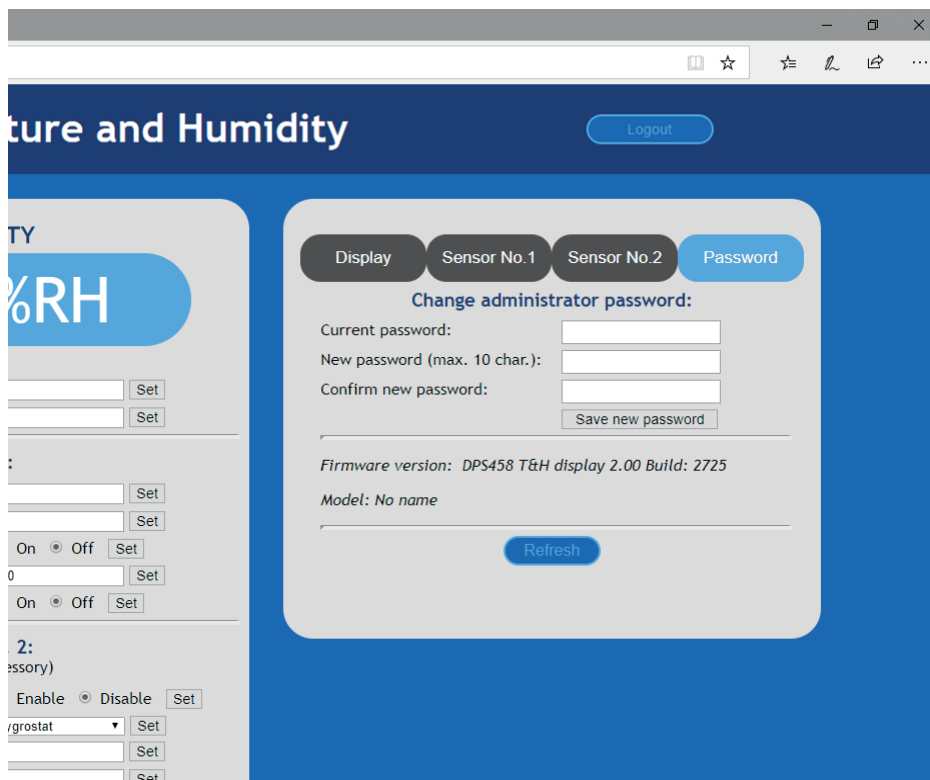 ture and Humidity
Logout
TY
%RH
Set
Set
:
Set
Set
On Off Set
0 Set
On Off Set
2:
essory)
Enable Disable Set
ygrostat Set
Set
Set
Display Sensor No.1 Sensor No.2 Password
Change administrator password:
Current password:
New password (max. 10 char.):
Confirm new password:
Save new password
Firmware version: DPS458 T&H display 2.00 Build: 2725
Model: No name
Refresh